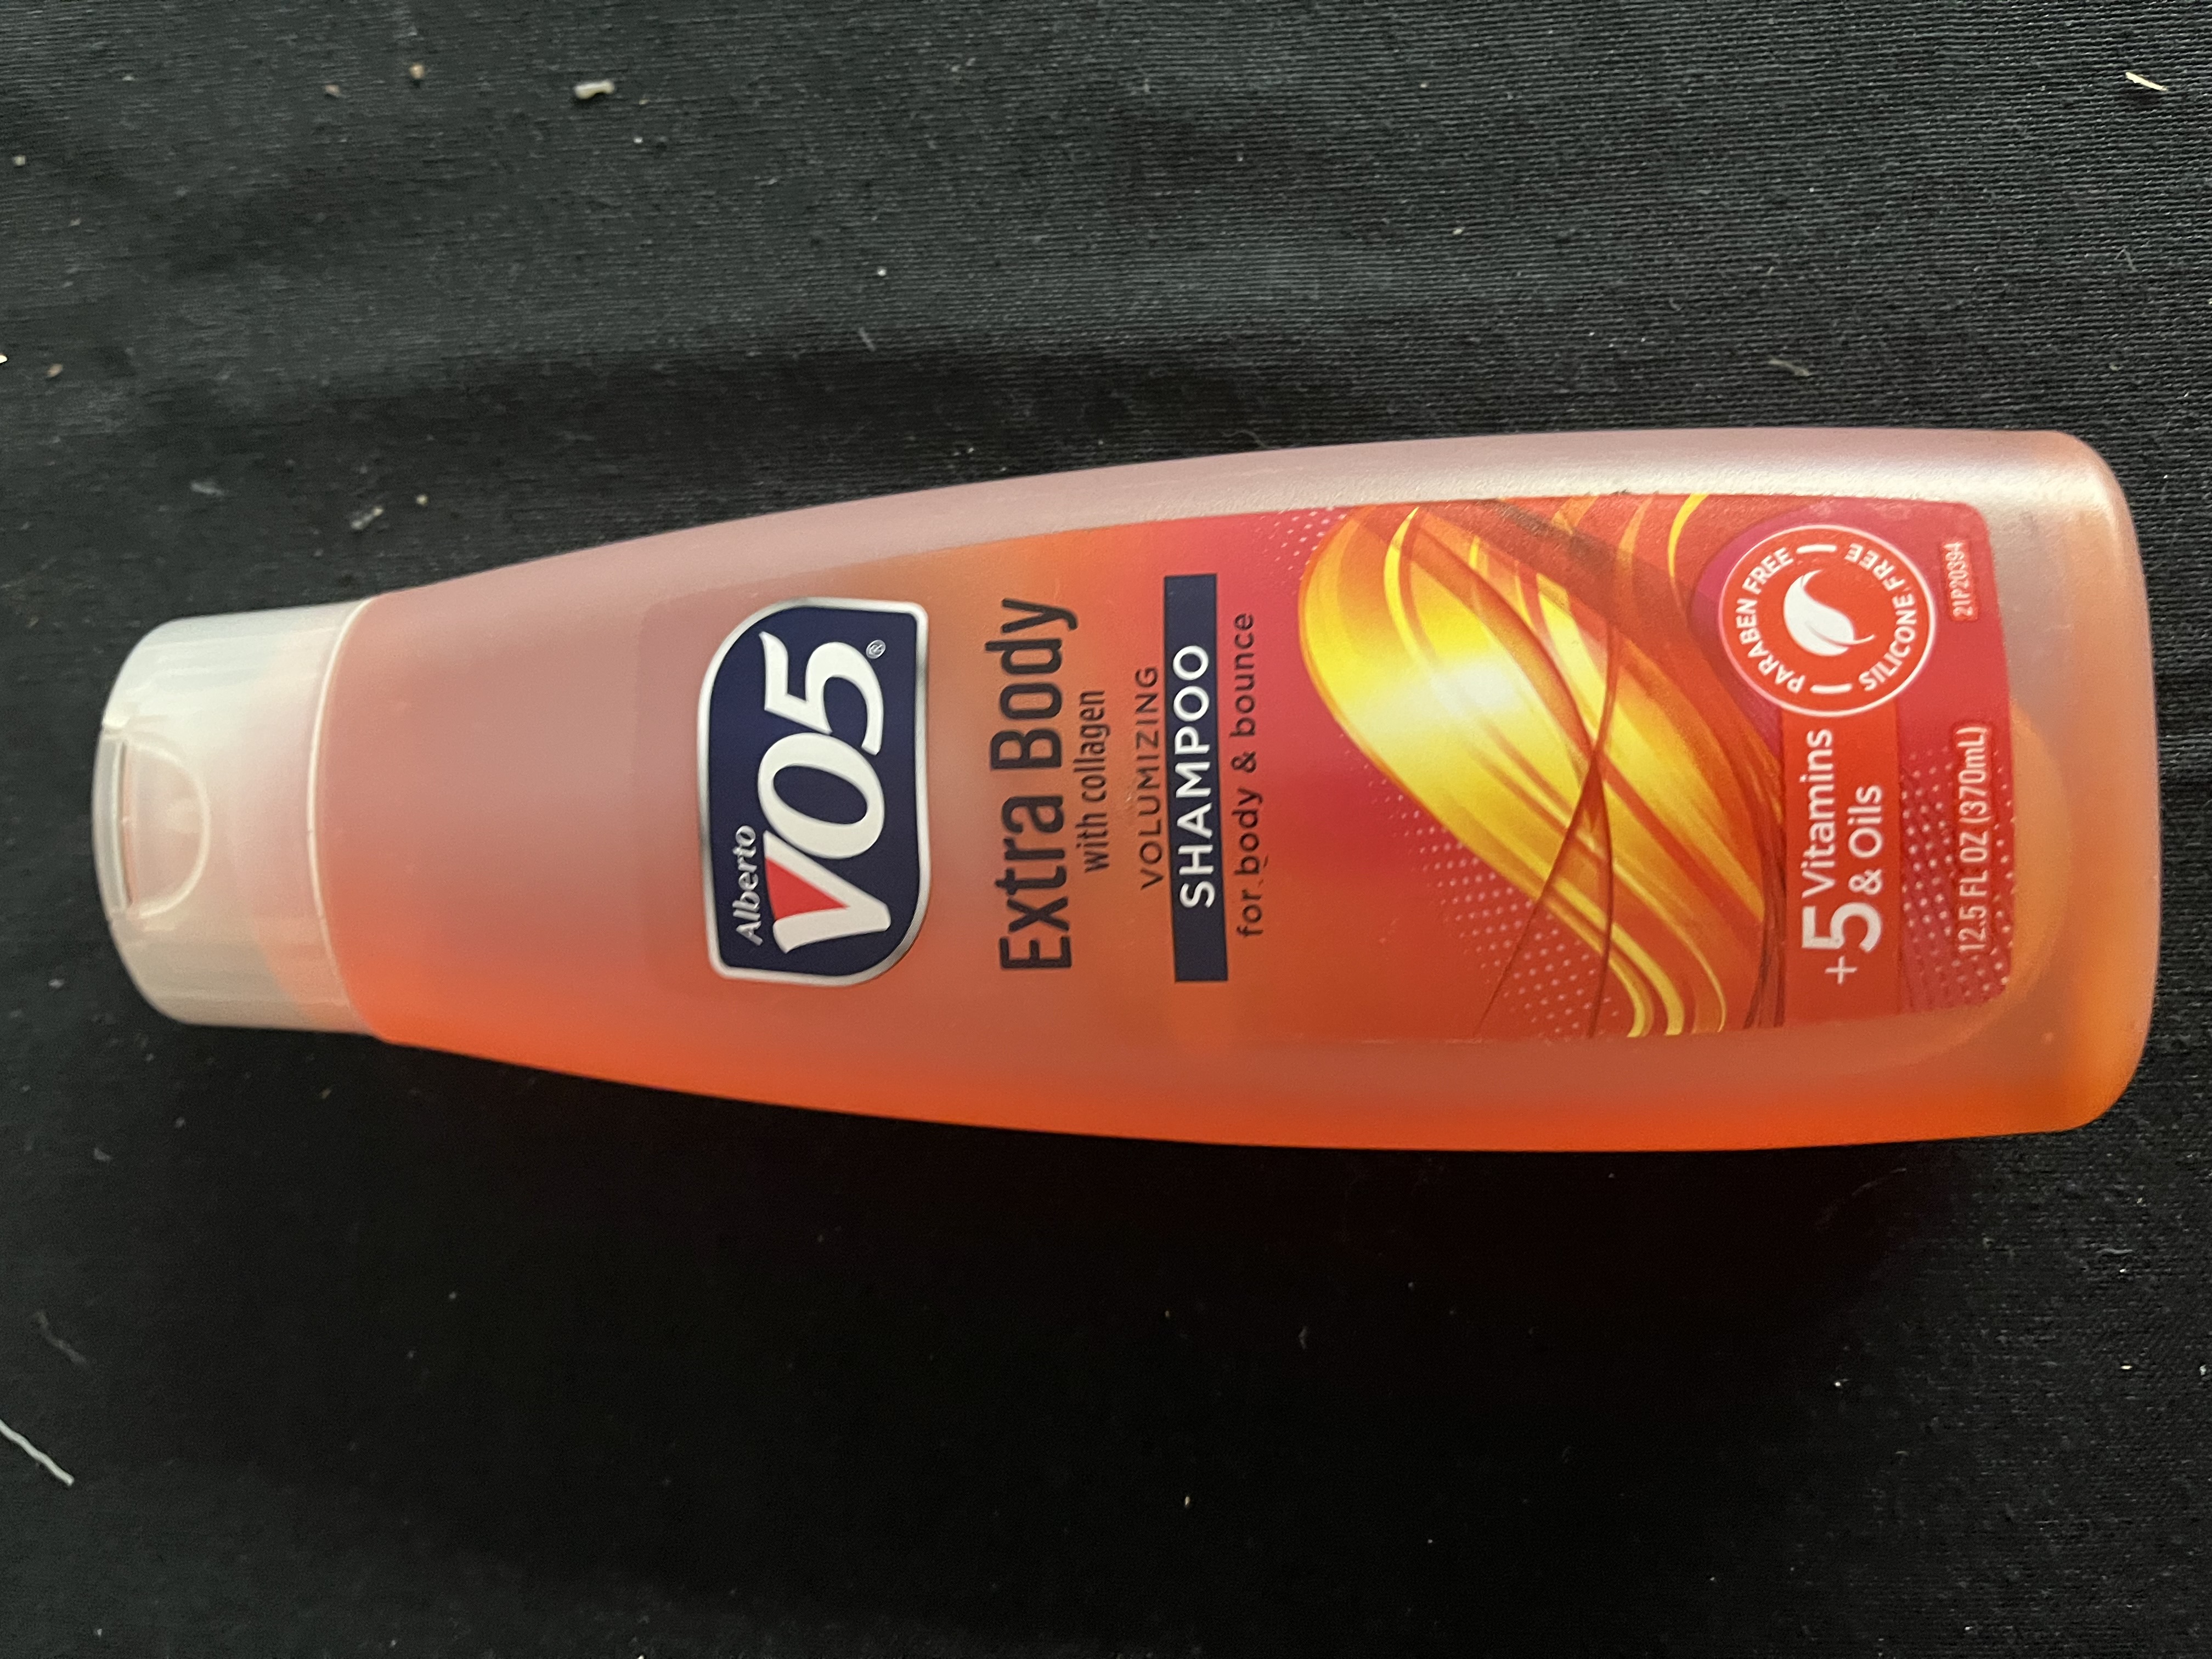 Alberto
VO5®
Extra Body
with collagen
VOLUMIZING
SHAMPOO
for body & bounce
PARABEN FREE
SILICONE FREE
+5 Vitamins
& Oils
12.5 FL OZ (370mL)
21P20394